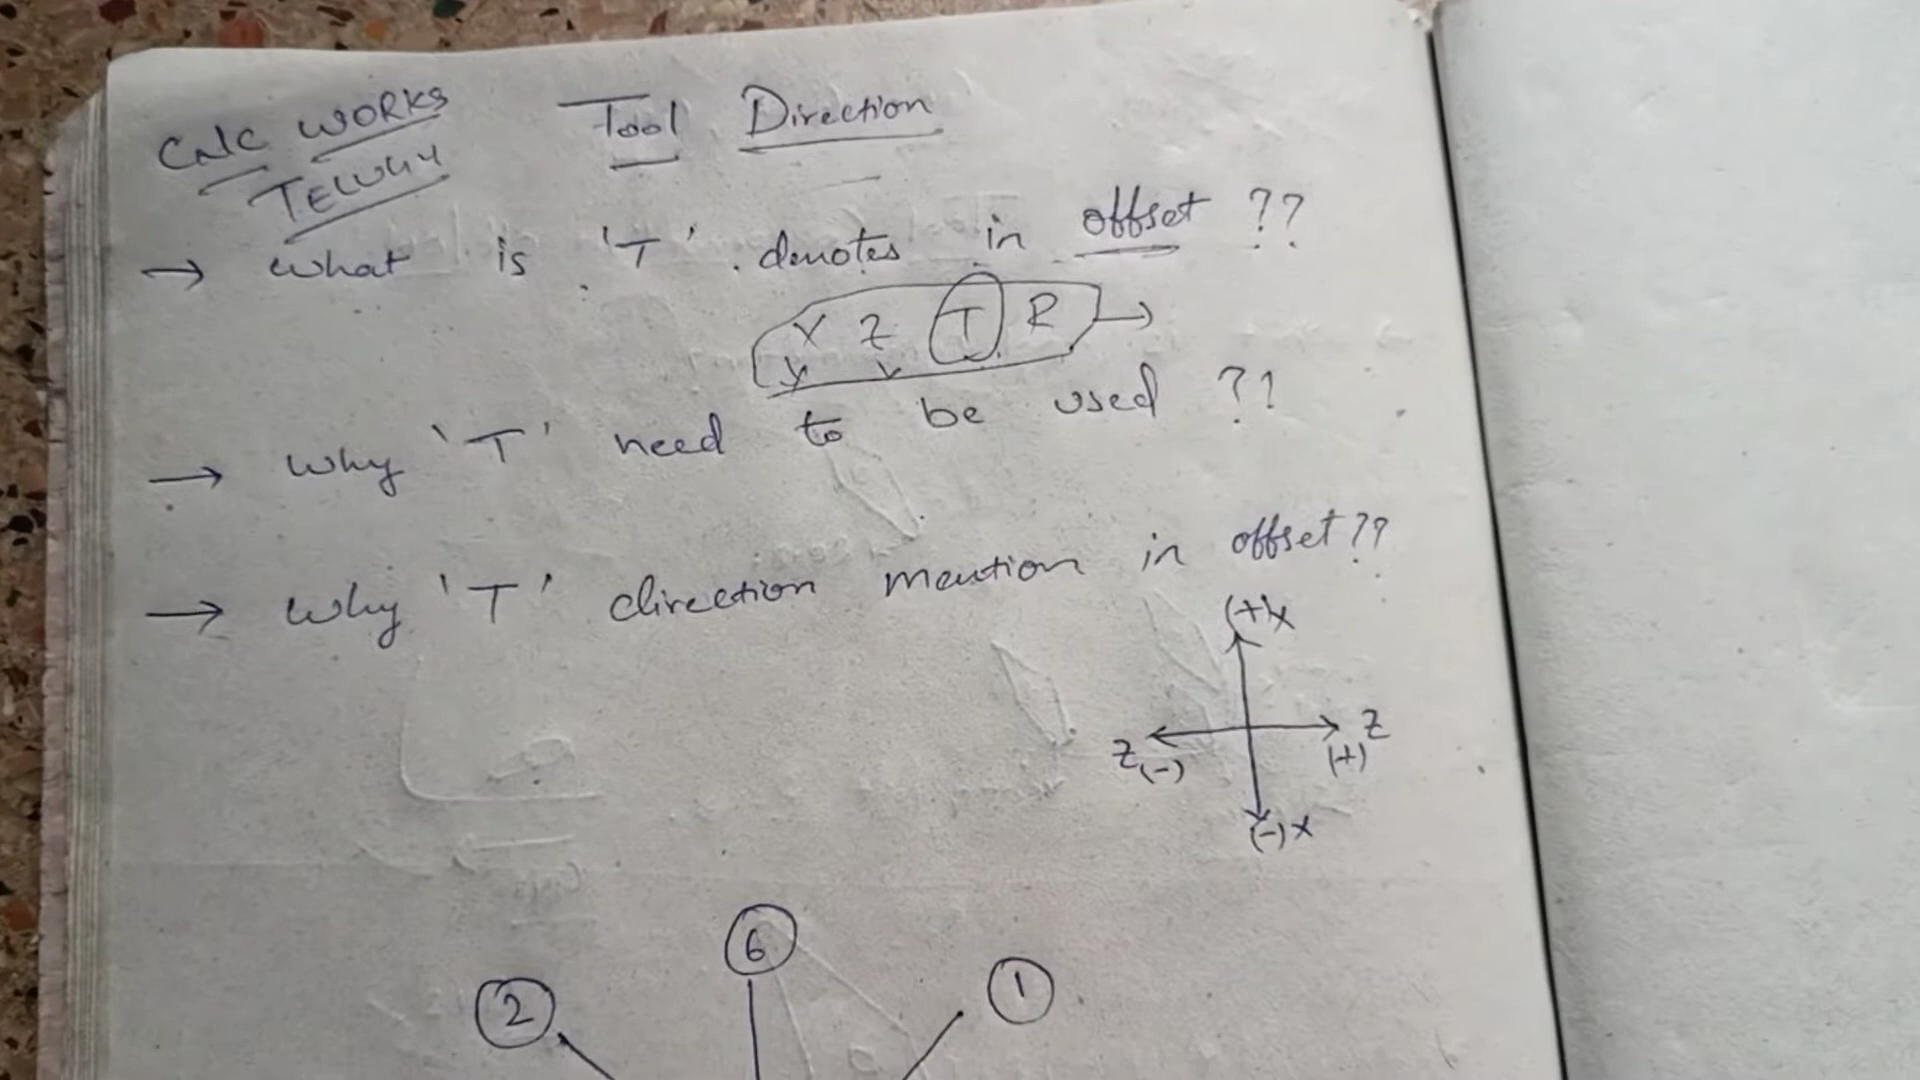 CNC WORKS
TELUGU
Tool Direction
→ What is 'T' denotes in offset ??
X Z T R →
→ Why 'T' need to be used ??
→ Why 'T' direction mention in offset ??
(+)X
Z(-) (+)Z
(-)X
6
2 1